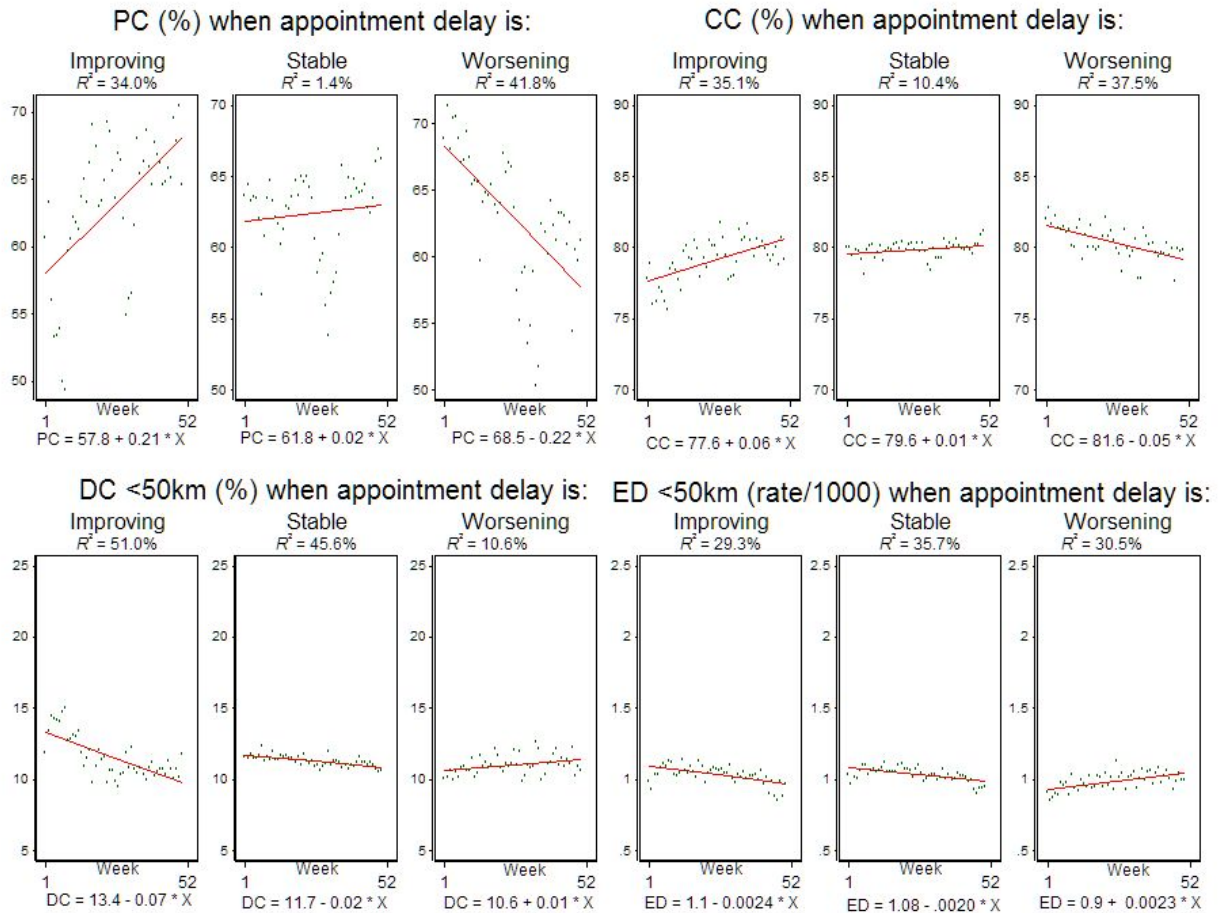 PC (%) when appointment delay is:
Improving
R² = 34.0%
70
65
60
55
50
1 Week 52
PC = 57.8 + 0.21 * X
Stable
R² = 1.4%
70
65
60
55
50
1 Week 52
PC = 61.8 + 0.02 * X
Worsening
R² = 41.8%
70
65
60
55
50
1 Week 52
PC = 68.5 - 0.22 * X
CC (%) when appointment delay is:
Improving
R² = 35.1%
90
85
80
75
70
1 Week 52
CC = 77.6 + 0.06 * X
Stable
R² = 10.4%
90
85
80
75
70
1 Week 52
CC = 79.6 + 0.01 * X
Worsening
R² = 37.5%
90
85
80
75
70
1 Week 52
CC = 81.6 - 0.05 * X
DC <50km (%) when appointment delay is:
Improving
R² = 51.0%
25
20
15
10
5
1 Week 52
DC = 13.4 - 0.07 * X
Stable
R² = 45.6%
25
20
15
10
5
1 Week 52
DC = 11.7 - 0.02 * X
Worsening
R² = 10.6%
25
20
15
10
5
1 Week 52
DC = 10.6 + 0.01 * X
ED <50km (rate/1000) when appointment delay is:
Improving
R² = 29.3%
2.5
2
1.5
1
.5
1 Week 52
ED = 1.1 - 0.0024 * X
Stable
R² = 35.7%
2.5
2
1.5
1
.5
1 Week 52
ED = 1.08 - .0020 * X
Worsening
R² = 30.5%
2.5
2
1.5
1
.5
1 Week 52
ED = 0.9 + 0.0023 * X